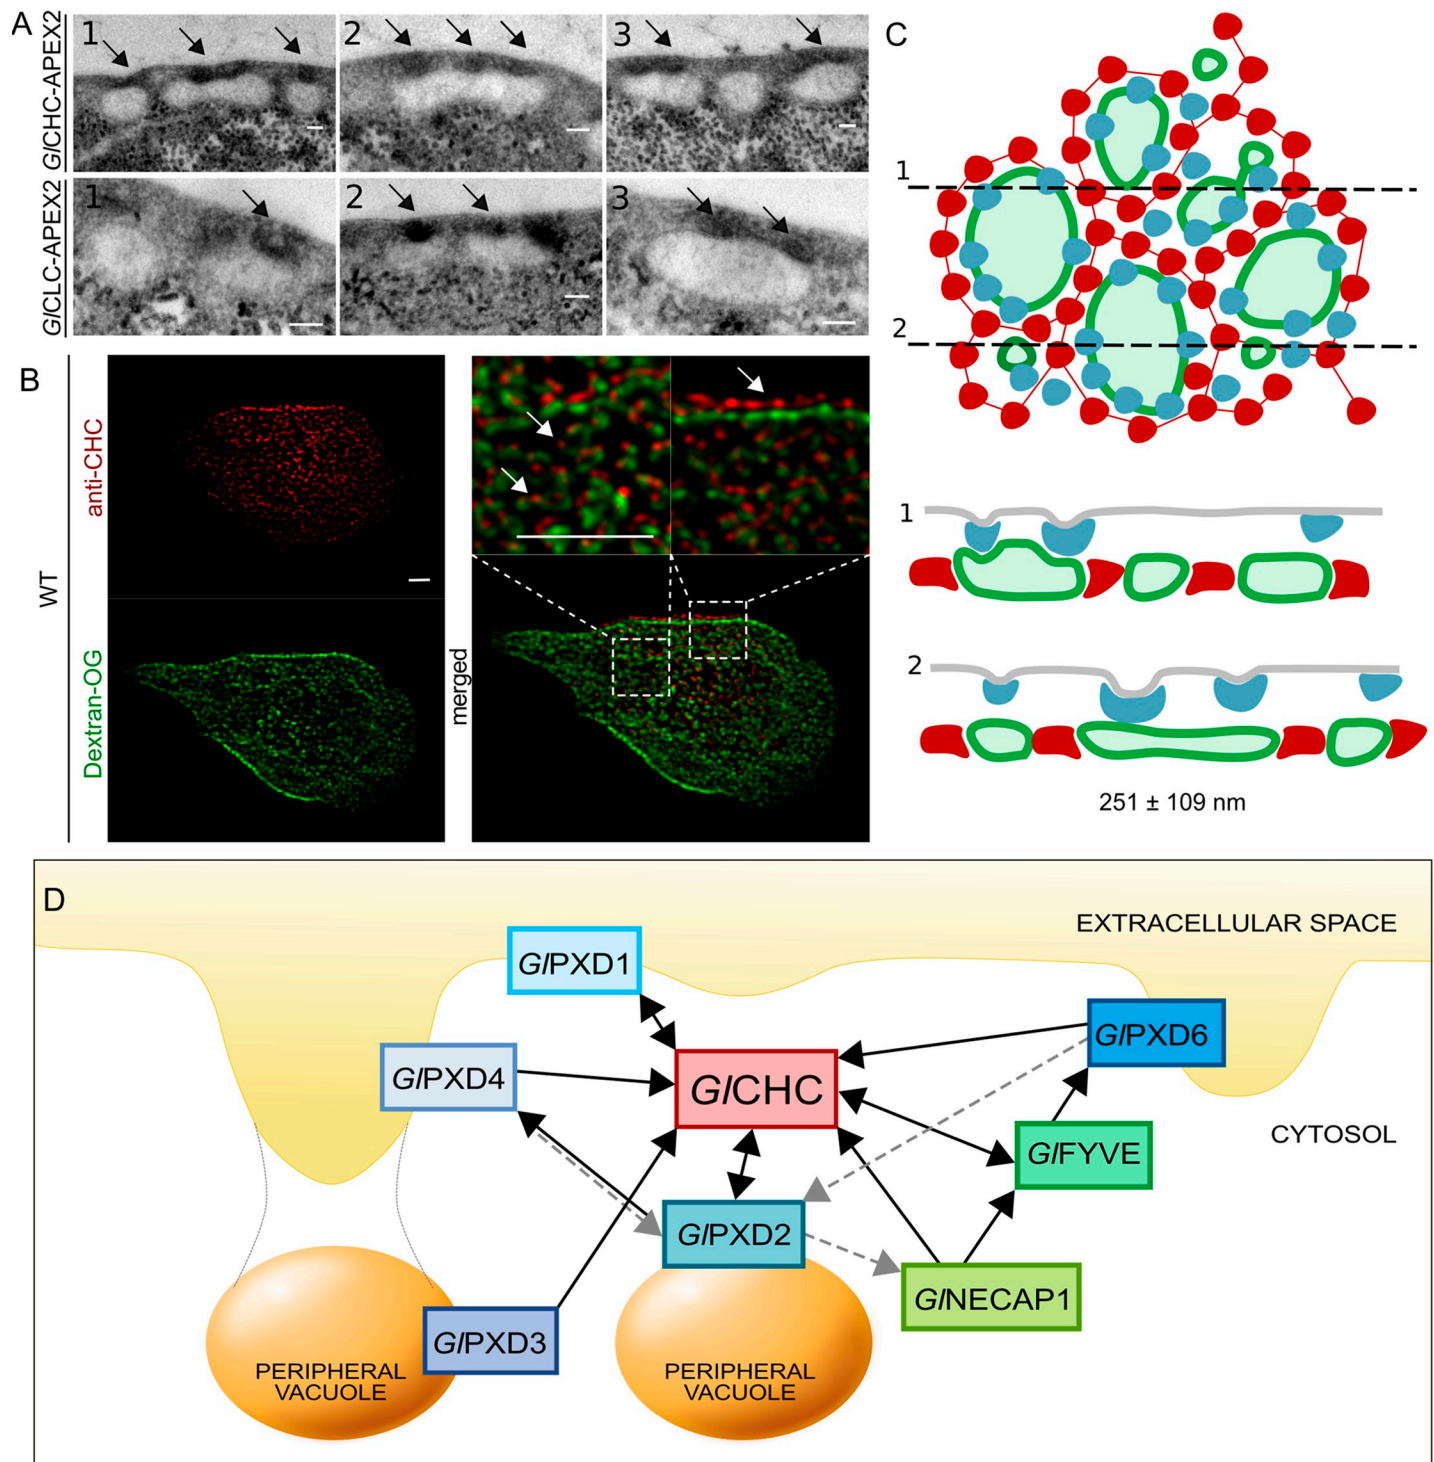 A
GlCHC-APEX2
1
2
3
GlCLC-APEX2
1
2
3
B
WT
anti-CHC
Dextran-OG
merged
C
1
2
1
2
251 ± 109 nm
D
EXTRACELLULAR SPACE
GlPXD1
GlPXD6
GlPXD4
GlCHC
CYTOSOL
GlFYVE
GlPXD2
GlNECAP1
GlPXD3
PERIPHERAL
VACUOLE
PERIPHERAL
VACUOLE